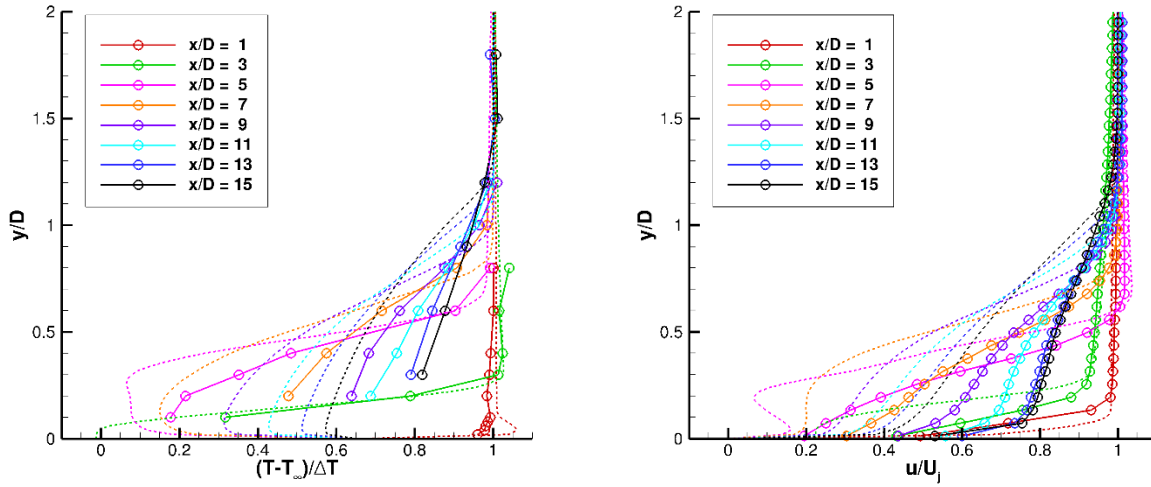 2
1.5
1
0.5
0
y/D
x/D = 1
x/D = 3
x/D = 5
x/D = 7
x/D = 9
x/D = 11
x/D = 13
x/D = 15
0 0.2 0.4 0.6 0.8 1
(T-T∞)/ΔT
2
1.5
1
0.5
0
y/D
x/D = 1
x/D = 3
x/D = 5
x/D = 7
x/D = 9
x/D = 11
x/D = 13
x/D = 15
0 0.2 0.4 0.6 0.8 1
u/Uj